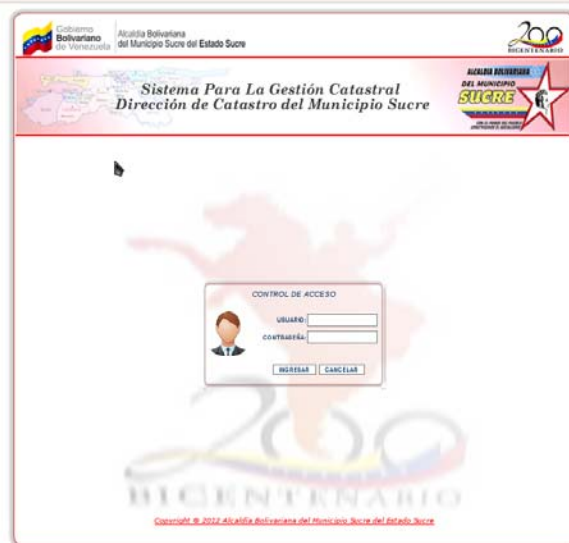 Gobierno
Bolivariano
de Venezuela
Alcaldía Bolivariana
del Municipio Sucre del Estado Sucre
200
BICENTENARIO
Sistema Para La Gestión Catastral
Dirección de Catastro del Municipio Sucre
ALCALDIA BOLIVARIANA
DEL MUNICIPIO
SUCRE
CONTROL DE ACCESO
USUARIO:
CONTRASEÑA:
INGRESAR
CANCELAR
200
BICENTENARIO
Copyright © 2012 Alcaldía Bolivariana del Municipio Sucre del Estado Sucre